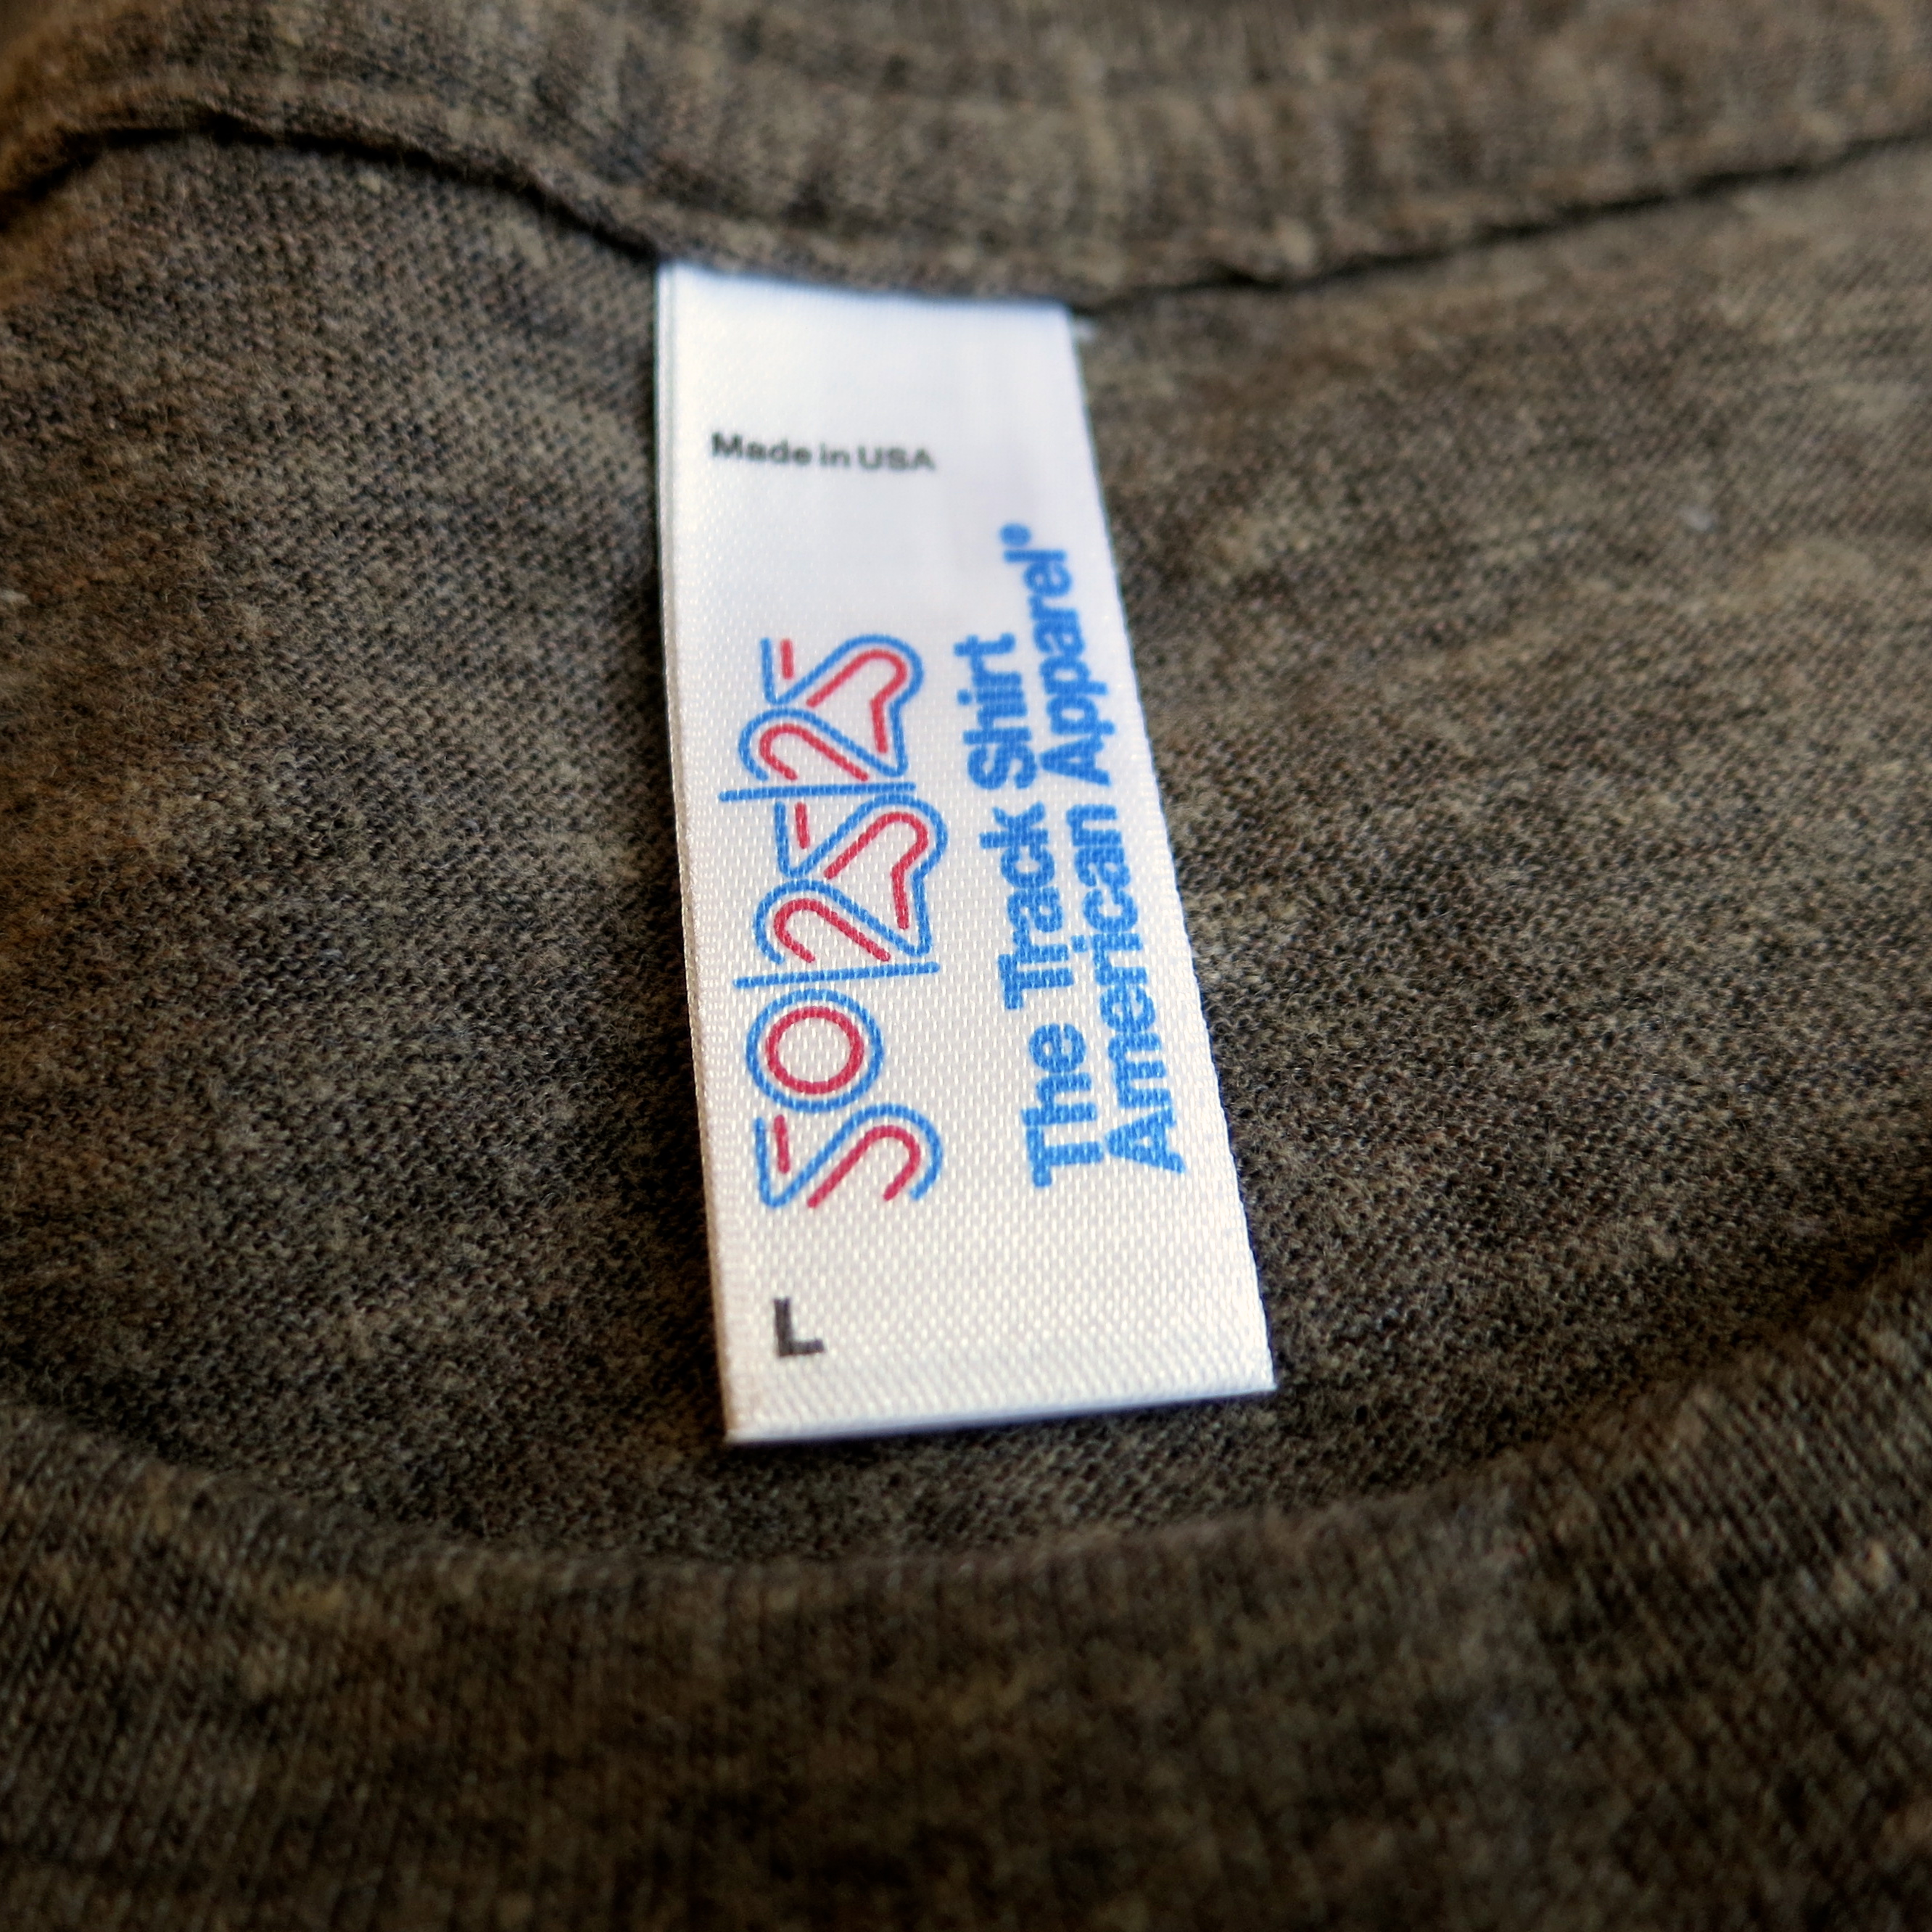 Made in USA
50/25/25
The Track Shirt
American Apparel®
L